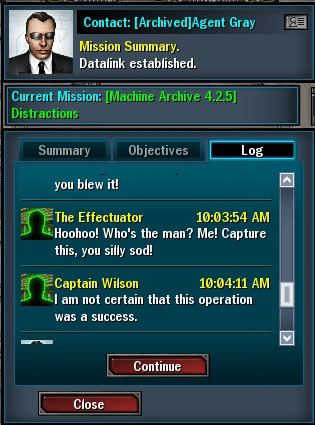 Contact: [Archived]Agent Gray
Mission Summary.
Datalink established.
Current Mission: [Machine Archive 4.2.5]
Distractions
Summary
Objectives
Log
you blew it!
The Effectuator 10:03:54 AM
Hoohoo! Who's the man? Me! Capture
this, you silly sod!
Captain Wilson 10:04:11 AM
I am not certain that this operation
was a success.
Continue
Close